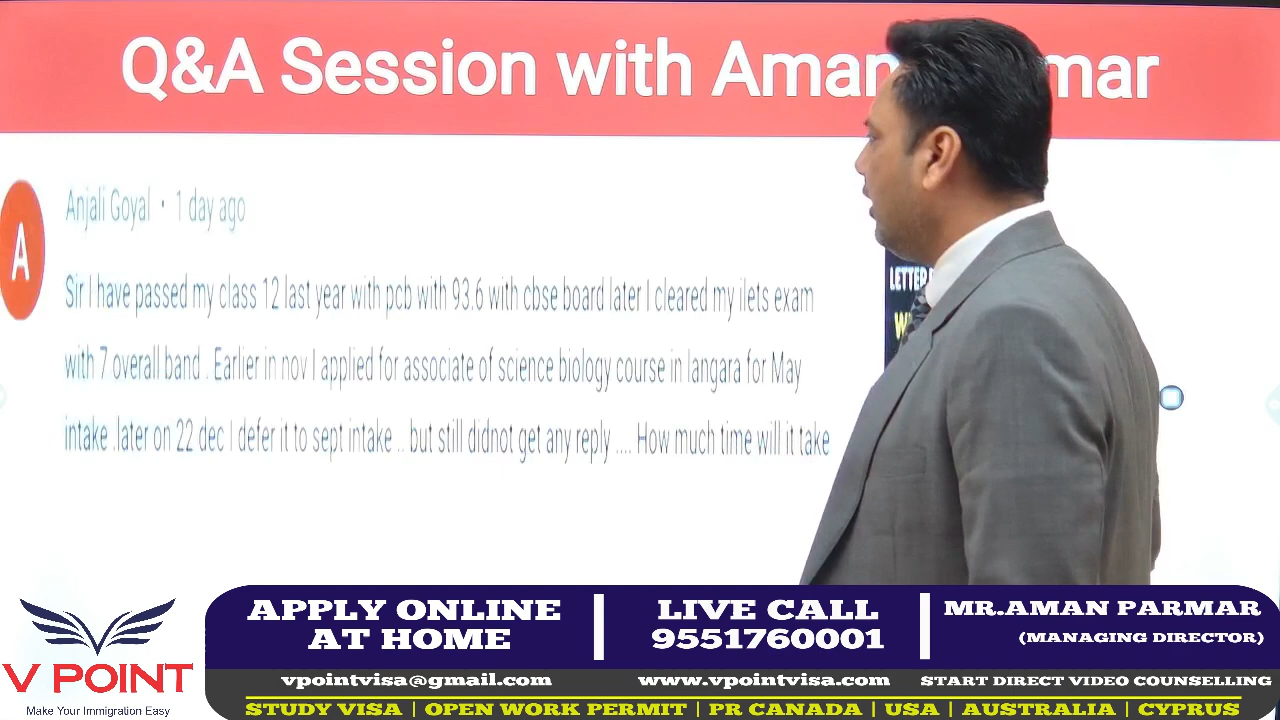 Q&A Session with Aman mar
A
Anjali Goyal • 1 day ago
Sir I have passed my class 12 last year with pcb with 93.6 with cbse board later I cleared my ilets exam
with 7 overall band . Earlier in nov I applied for associate of science biology course in langara for May
intake .later on 22 dec I defer it to sept intake .. but still didnot get any reply .... How much time will it take
V POINT
Make Your Immigration Easy
APPLY ONLINE
AT HOME
LIVE CALL
9551760001
MR.AMAN PARMAR
(MANAGING DIRECTOR)
vpointvisa@gmail.com
www.vpointvisa.com
START DIRECT VIDEO COUNSELLING
STUDY VISA | OPEN WORK PERMIT | PR CANADA | USA | AUSTRALIA | CYPRUS